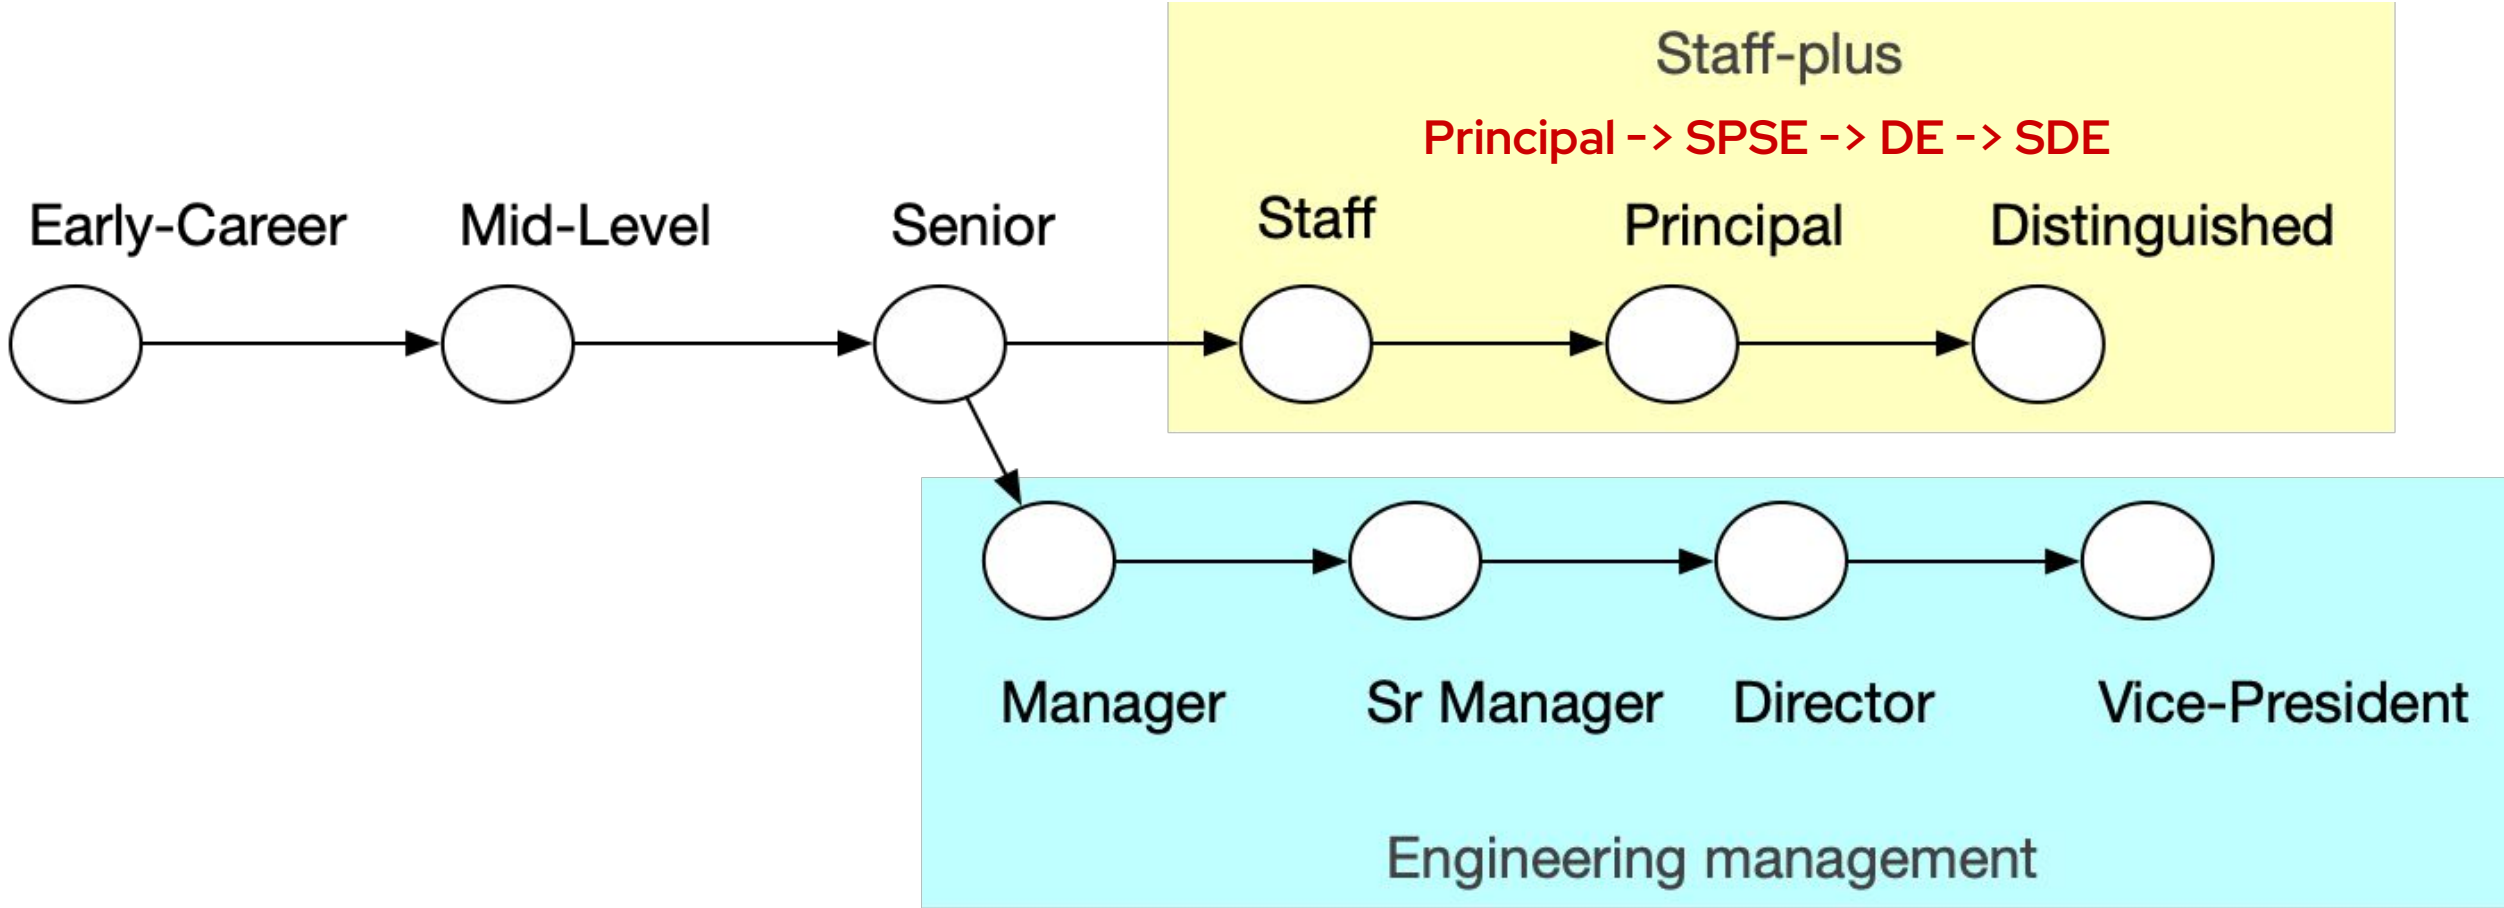 Staff-plus
Principal -> SPSE -> DE -> SDE
Early-Career Mid-Level Senior Staff Principal Distinguished
Manager Sr Manager Director Vice-President
Engineering management